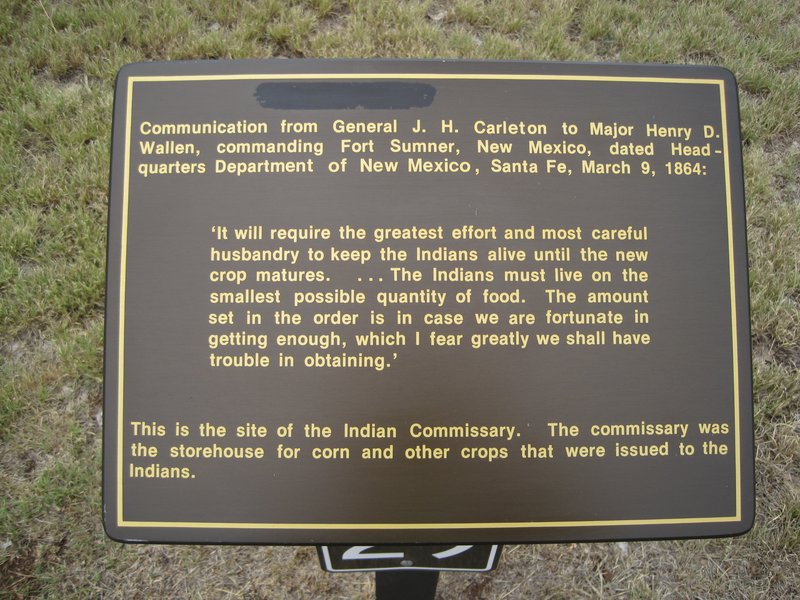 Communication from General J. H. Carleton to Major Henry D.
Wallen, commanding Fort Sumner, New Mexico, dated Head-
quarters Department of New Mexico, Santa Fe, March 9, 1864:
'It will require the greatest effort and most careful
husbandry to keep the Indians alive until the new
crop matures. ...The Indians must live on the
smallest possible quantity of food. The amount
set in the order is in case we are fortunate in
getting enough, which I fear greatly we shall have
trouble in obtaining.'
This is the site of the Indian Commissary. The commissary was
the storehouse for corn and other crops that were issued to the
Indians.